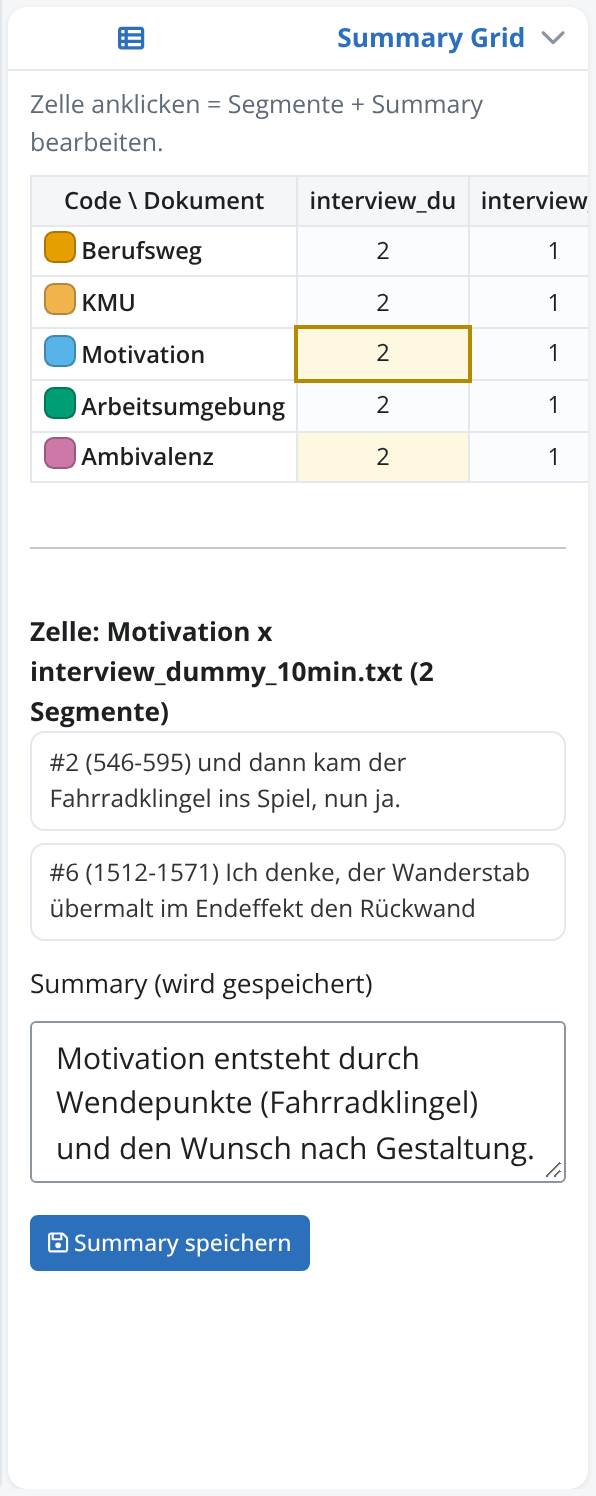 Summary Grid
Zelle anklicken = Segmente + Summary
bearbeiten.
Code \ Dokument interview_du interview_
Berufsweg 2 1
KMU 2 1
Motivation 2 1
Arbeitsumgebung 2 1
Ambivalenz 2 1
Zelle: Motivation x
interview_dummy_10min.txt (2
Segmente)
#2 (546-595) und dann kam der
Fahrradklingel ins Spiel, nun ja.
#6 (1512-1571) Ich denke, der Wanderstab
übermalt im Endeffekt den Rückwand
Summary (wird gespeichert)
Motivation entsteht durch
Wendepunkte (Fahrradklingel)
und den Wunsch nach Gestaltung.
Summary speichern